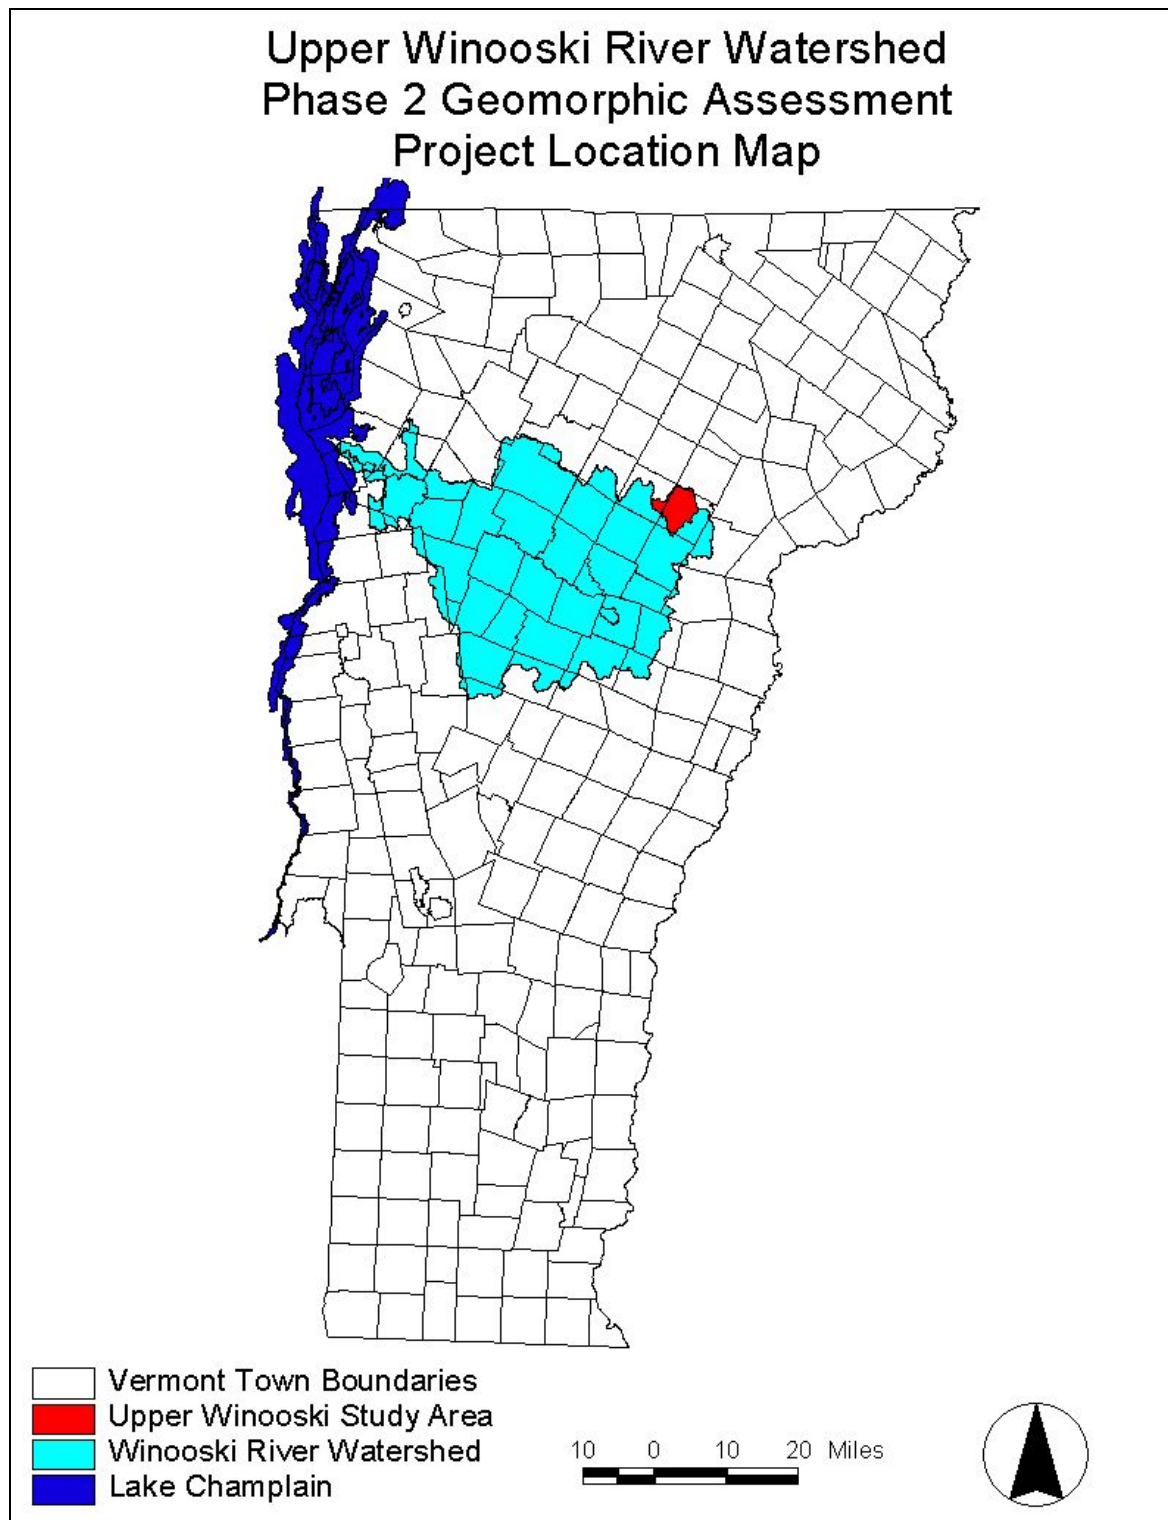 Upper Winooski River Watershed
Phase 2 Geomorphic Assessment
Project Location Map
Vermont Town Boundaries
Upper Winooski Study Area
Winooski River Watershed
Lake Champlain
10 0 10 20 Miles